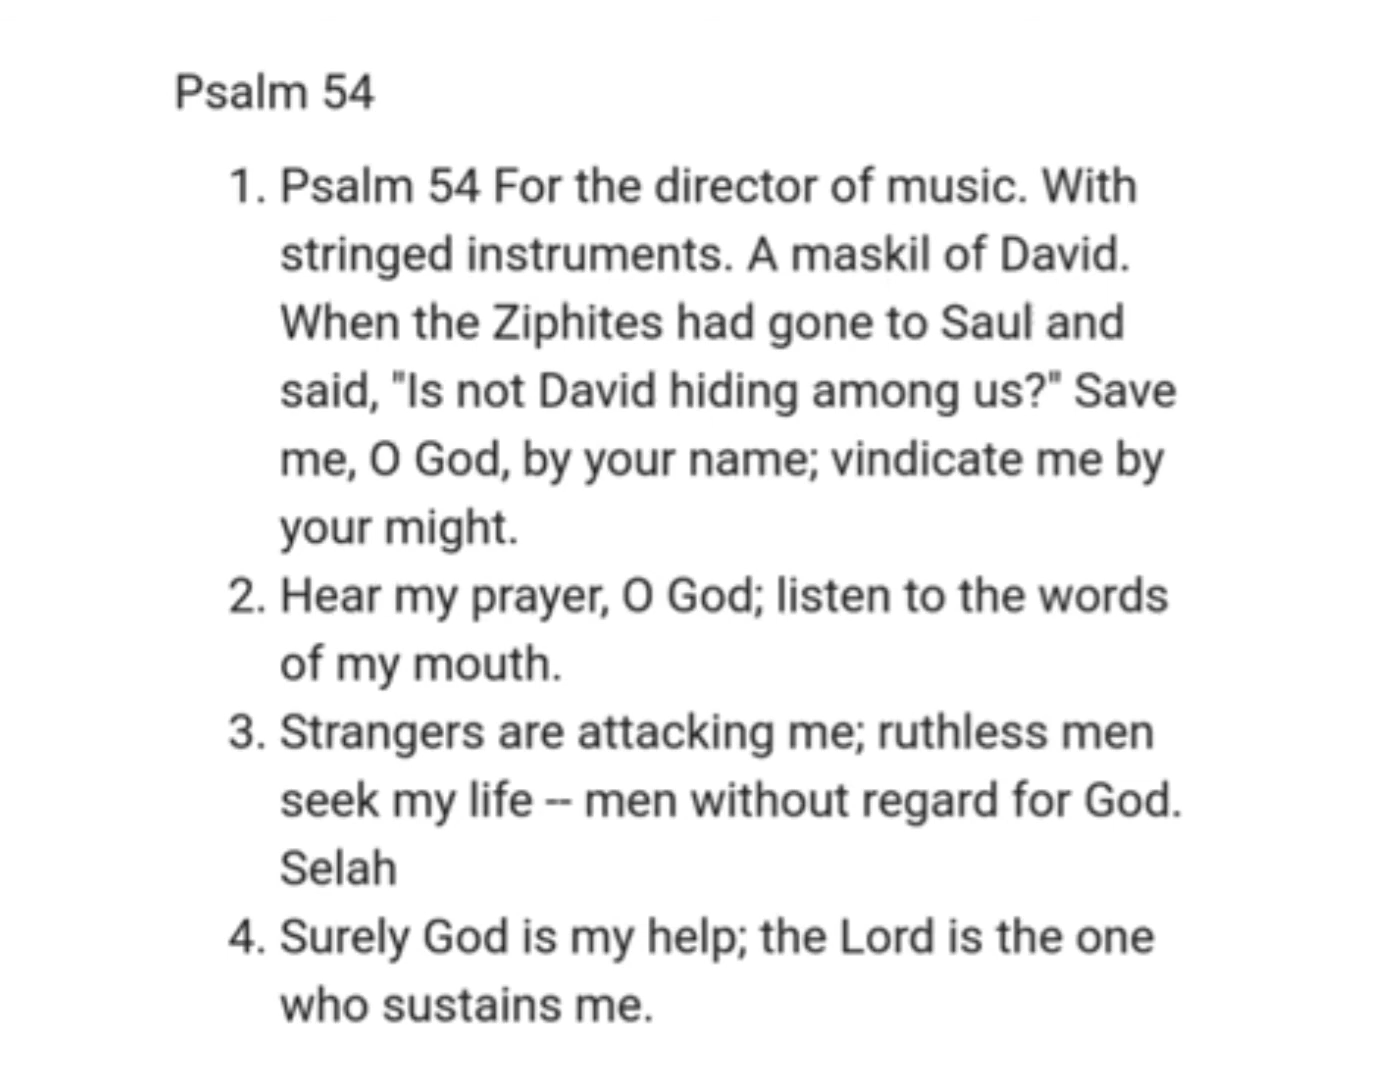 Psalm 54
1. Psalm 54 For the director of music. With
stringed instruments. A maskil of David.
When the Ziphites had gone to Saul and
said, "Is not David hiding among us?" Save
me, O God, by your name; vindicate me by
your might.
2. Hear my prayer, O God; listen to the words
of my mouth.
3. Strangers are attacking me; ruthless men
seek my life -- men without regard for God.
Selah
4. Surely God is my help; the Lord is the one
who sustains me.